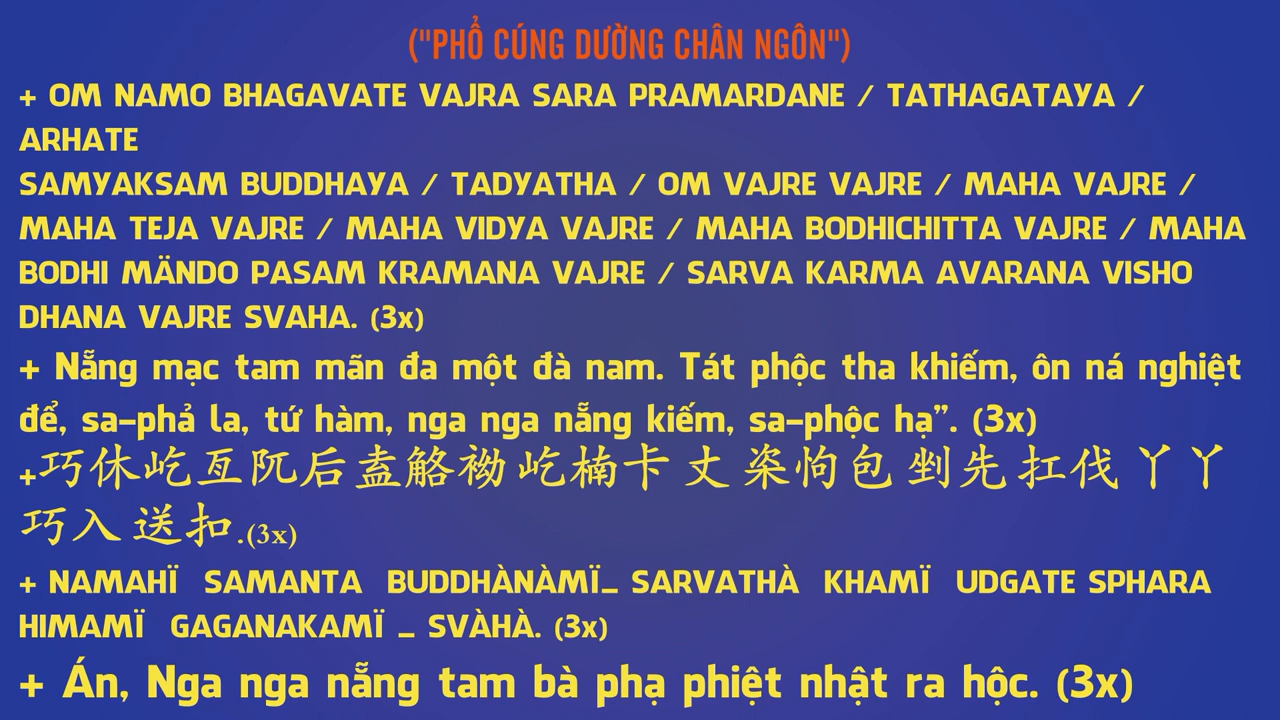 ("PHỔ CÚNG DƯỜNG CHÂN NGÔN")
+ OM NAMO BHAGAVATE VAJRA SARA PRAMARDANE / TATHAGATAYA /
ARHATE
SAMYAKSAM BUDDHAYA / TADYATHA / OM VAJRE VAJRE / MAHA VAJRE /
MAHA TEJA VAJRE / MAHA VIDYA VAJRE / MAHA BODHICHITTA VAJRE / MAHA
BODHI MÄNDO PASAM KRAMANA VAJRE / SARVA KARMA AVARANA VISHO
DHANA VAJRE SVAHA. (3x)
+ Nẵng mạc tam mãn đa một đà nam. Tát phộc tha khiếm, ôn ná nghiệt
để, sa-phả la, tứ hàm, nga nga nẵng kiếm, sa-phộc hạ”. (3x)
+巧休屹亙阢后盍觡袎屹楠卡丈桼怐包剉先扛伐丫丫
巧入送扣.(3x)
+ NAMAHÏ SAMANTA BUDDHÀNÀMÏ_ SARVATHÀ KHAMÏ UDGATE SPHARA
HIMAMÏ GAGANAKAMÏ _ SVÀHÀ. (3x)
+ Án, Nga nga nẵng tam bà phạ phiệt nhật ra hộc. (3x)